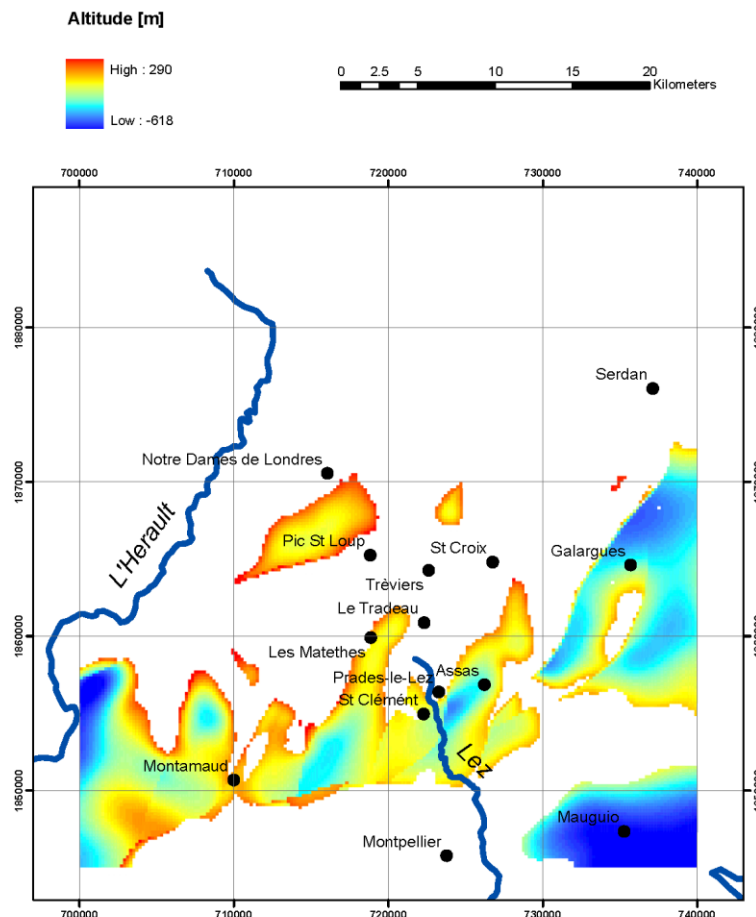 Altitude [m]
High : 290
Low : -618
0 2.5 5 10 15 20
Kilometers
700000 710000 720000 730000 740000
1880000
Serdan
Notre Dames de Londres
1870000
L'Herault
Pic St Loup
St Croix
Galargues
Trèviers
Le Tradeau
1860000
Les Matethes
Prades-le-Lez
Assas
St Clémént
Lez
Montamaud
1850000
Mauguio
Montpellier
700000 710000 720000 730000 740000